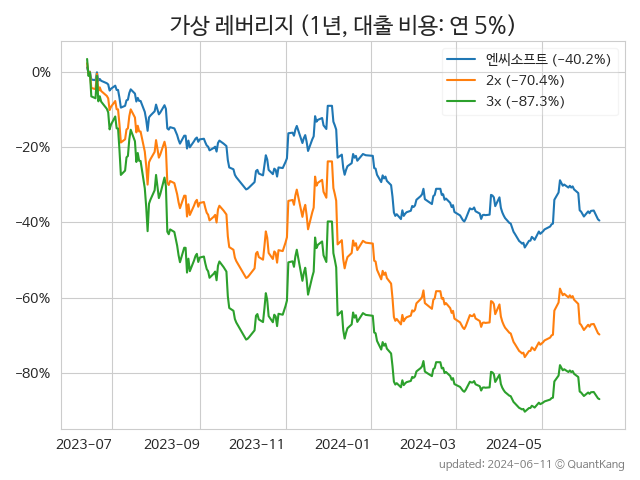 가상 레버리지 (1년, 대출 비용: 연 5%)
엔씨소프트 (−40.2%)
2x (−70.4%)
3x (−87.3%)
0%
−20%
−40%
−60%
−80%
2023-07 2023-09 2023-11 2024-01 2024-03 2024-05
updated: 2024-06-11 © QuantKang